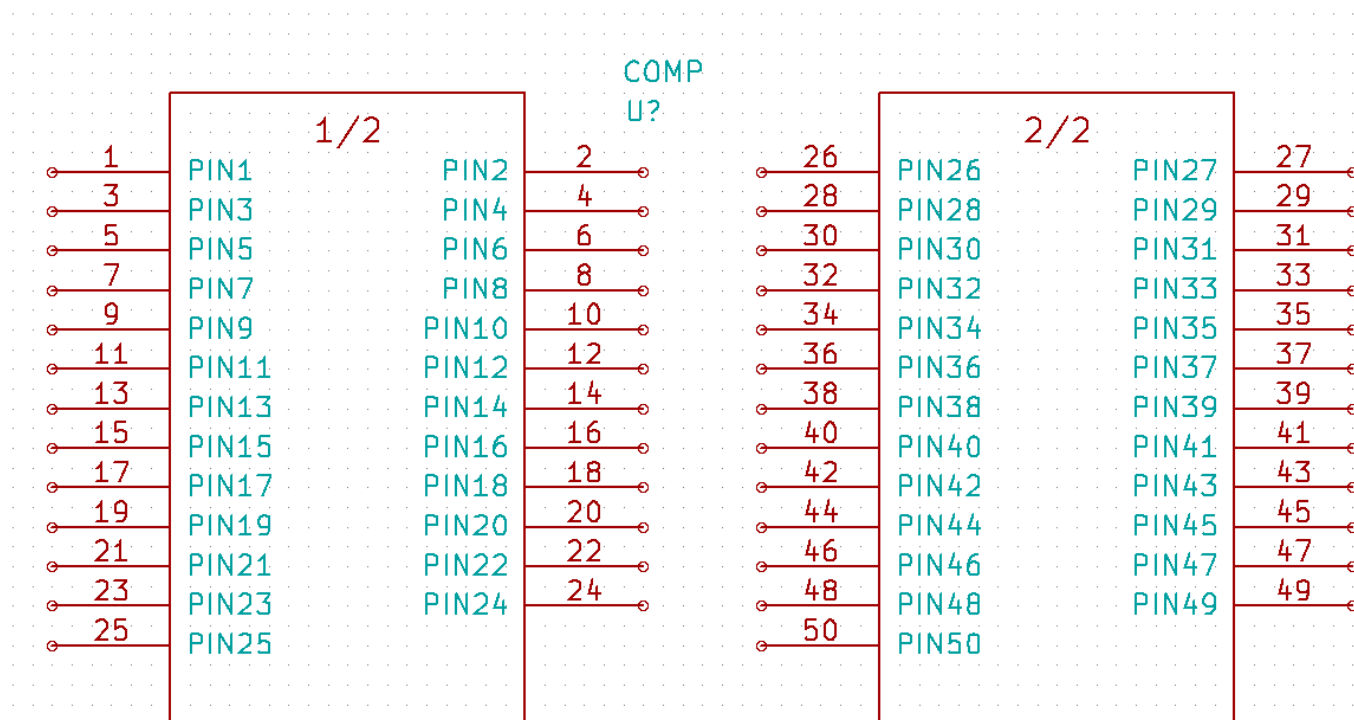 COMP
U?
1/2
1 PIN1 PIN2 2
3 PIN3 PIN4 4
5 PIN5 PIN6 6
7 PIN7 PIN8 8
9 PIN9 PIN10 10
11 PIN11 PIN12 12
13 PIN13 PIN14 14
15 PIN15 PIN16 16
17 PIN17 PIN18 18
19 PIN19 PIN20 20
21 PIN21 PIN22 22
23 PIN23 PIN24 24
25 PIN25
2/2
26 PIN26 PIN27 27
28 PIN28 PIN29 29
30 PIN30 PIN31 31
32 PIN32 PIN33 33
34 PIN34 PIN35 35
36 PIN36 PIN37 37
38 PIN38 PIN39 39
40 PIN40 PIN41 41
42 PIN42 PIN43 43
44 PIN44 PIN45 45
46 PIN46 PIN47 47
48 PIN48 PIN49 49
50 PIN50